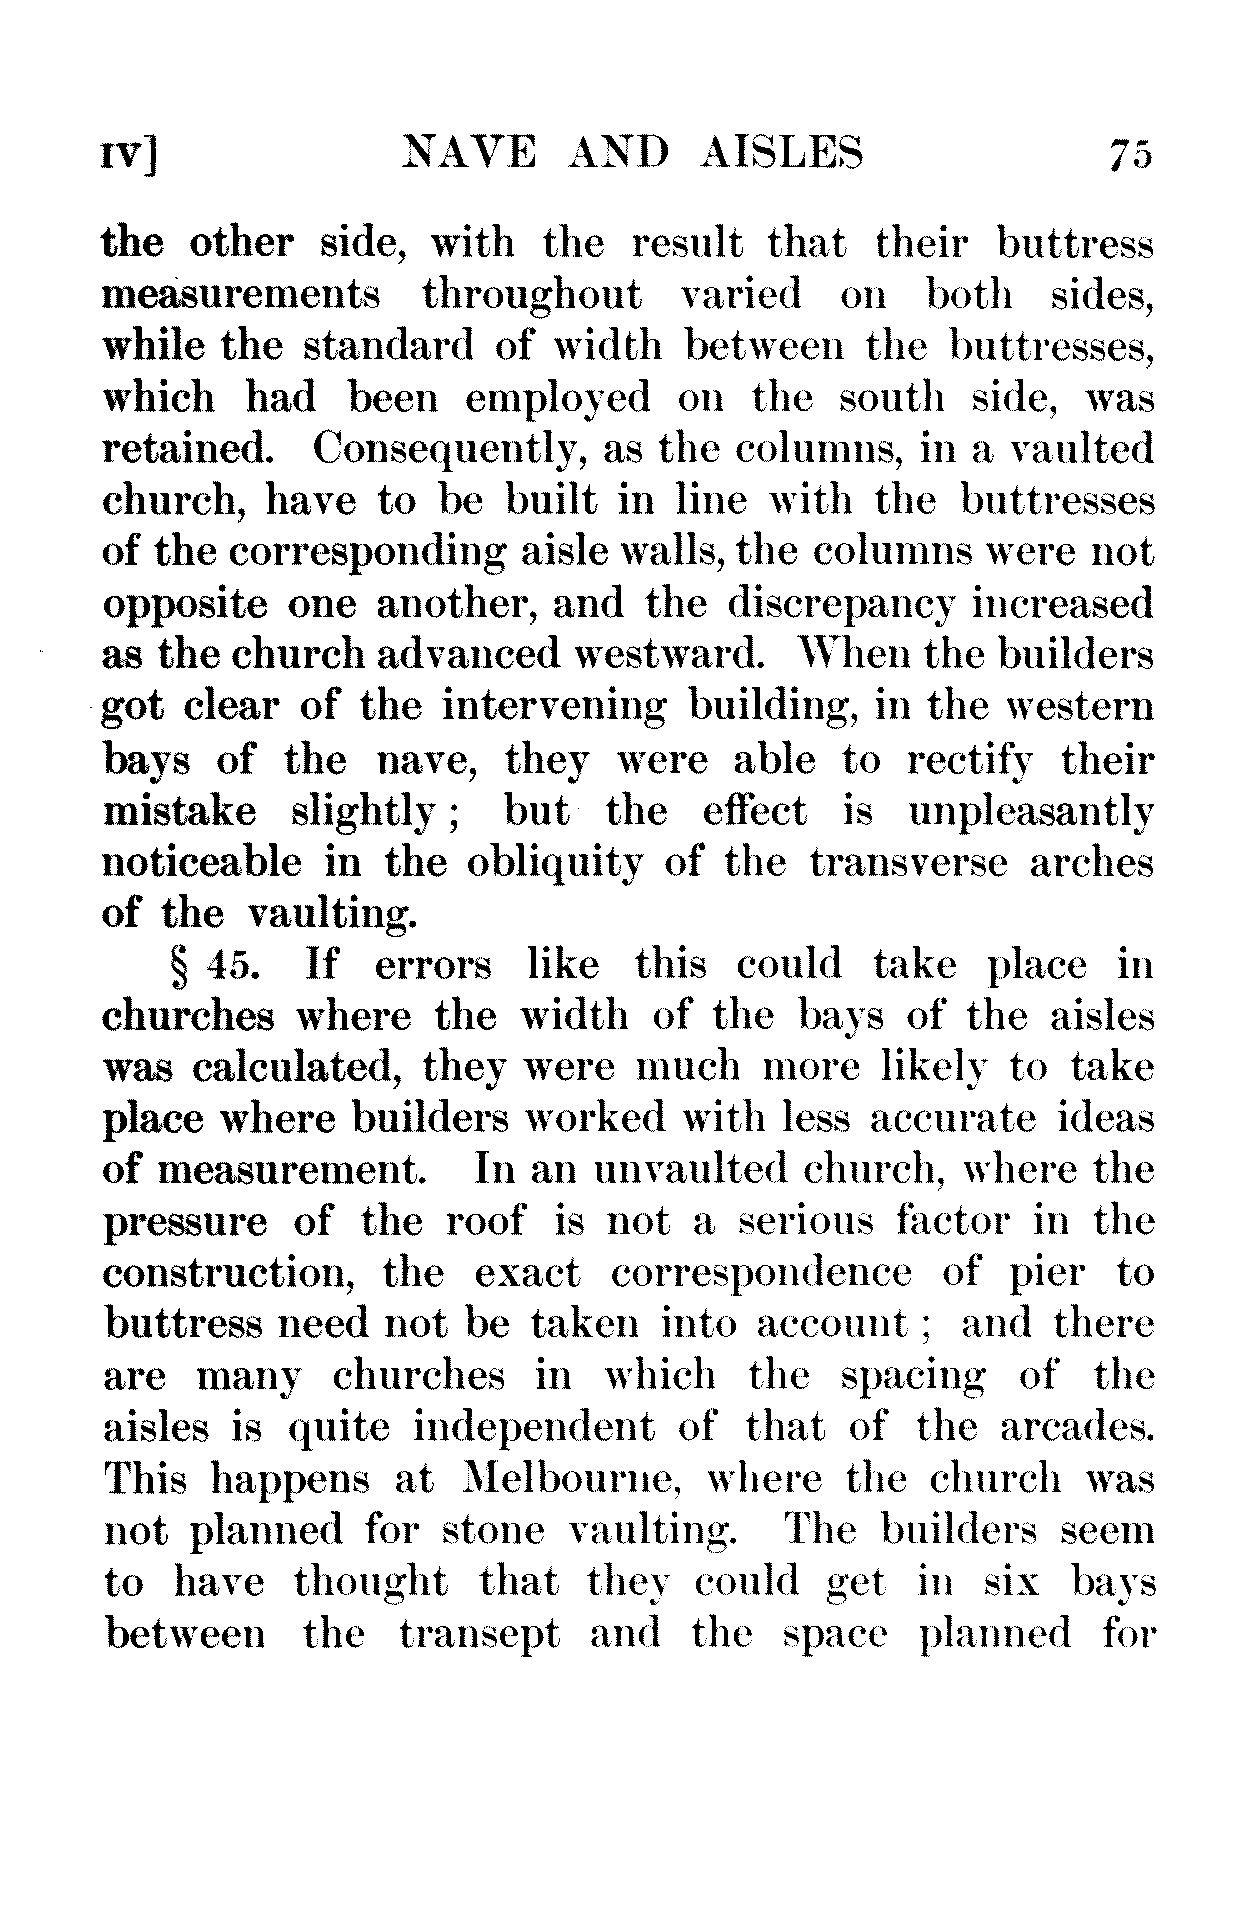 IV] NAVE AND AISLES 75
the other side, with the result that their buttress
measurements throughout varied on both sides,
while the standard of width between the buttresses,
which had been employed on the south side, was
retained. Consequently, as the columns, in a vaulted
church, have to be built in line with the buttresses
of the corresponding aisle walls, the columns were not
opposite one another, and the discrepancy increased
as the church advanced westward. When the builders
got clear of the intervening building, in the western
bays of the nave, they were able to rectify their
mistake slightly ; but the effect is unpleasantly
noticeable in the obliquity of the transverse arches
of the vaulting.
§ 45. If errors like this could take place in
churches where the width of the bays of the aisles
was calculated, they were much more likely to take
place where builders worked with less accurate ideas
of measurement. In an unvaulted church, where the
pressure of the roof is not a serious factor in the
construction, the exact correspondence of pier to
buttress need not be taken into account ; and there
are many churches in which the spacing of the
aisles is quite independent of that of the arcades.
This happens at Melbourne, where the church was
not planned for stone vaulting. The builders seem
to have thought that they could get in six bays
between the transept and the space planned for